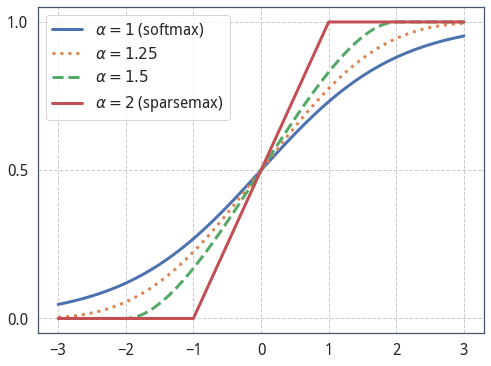 1.0
0.5
0.0
α = 1 (softmax)
α = 1.25
α = 1.5
α = 2 (sparsemax)
−3 −2 −1 0 1 2 3